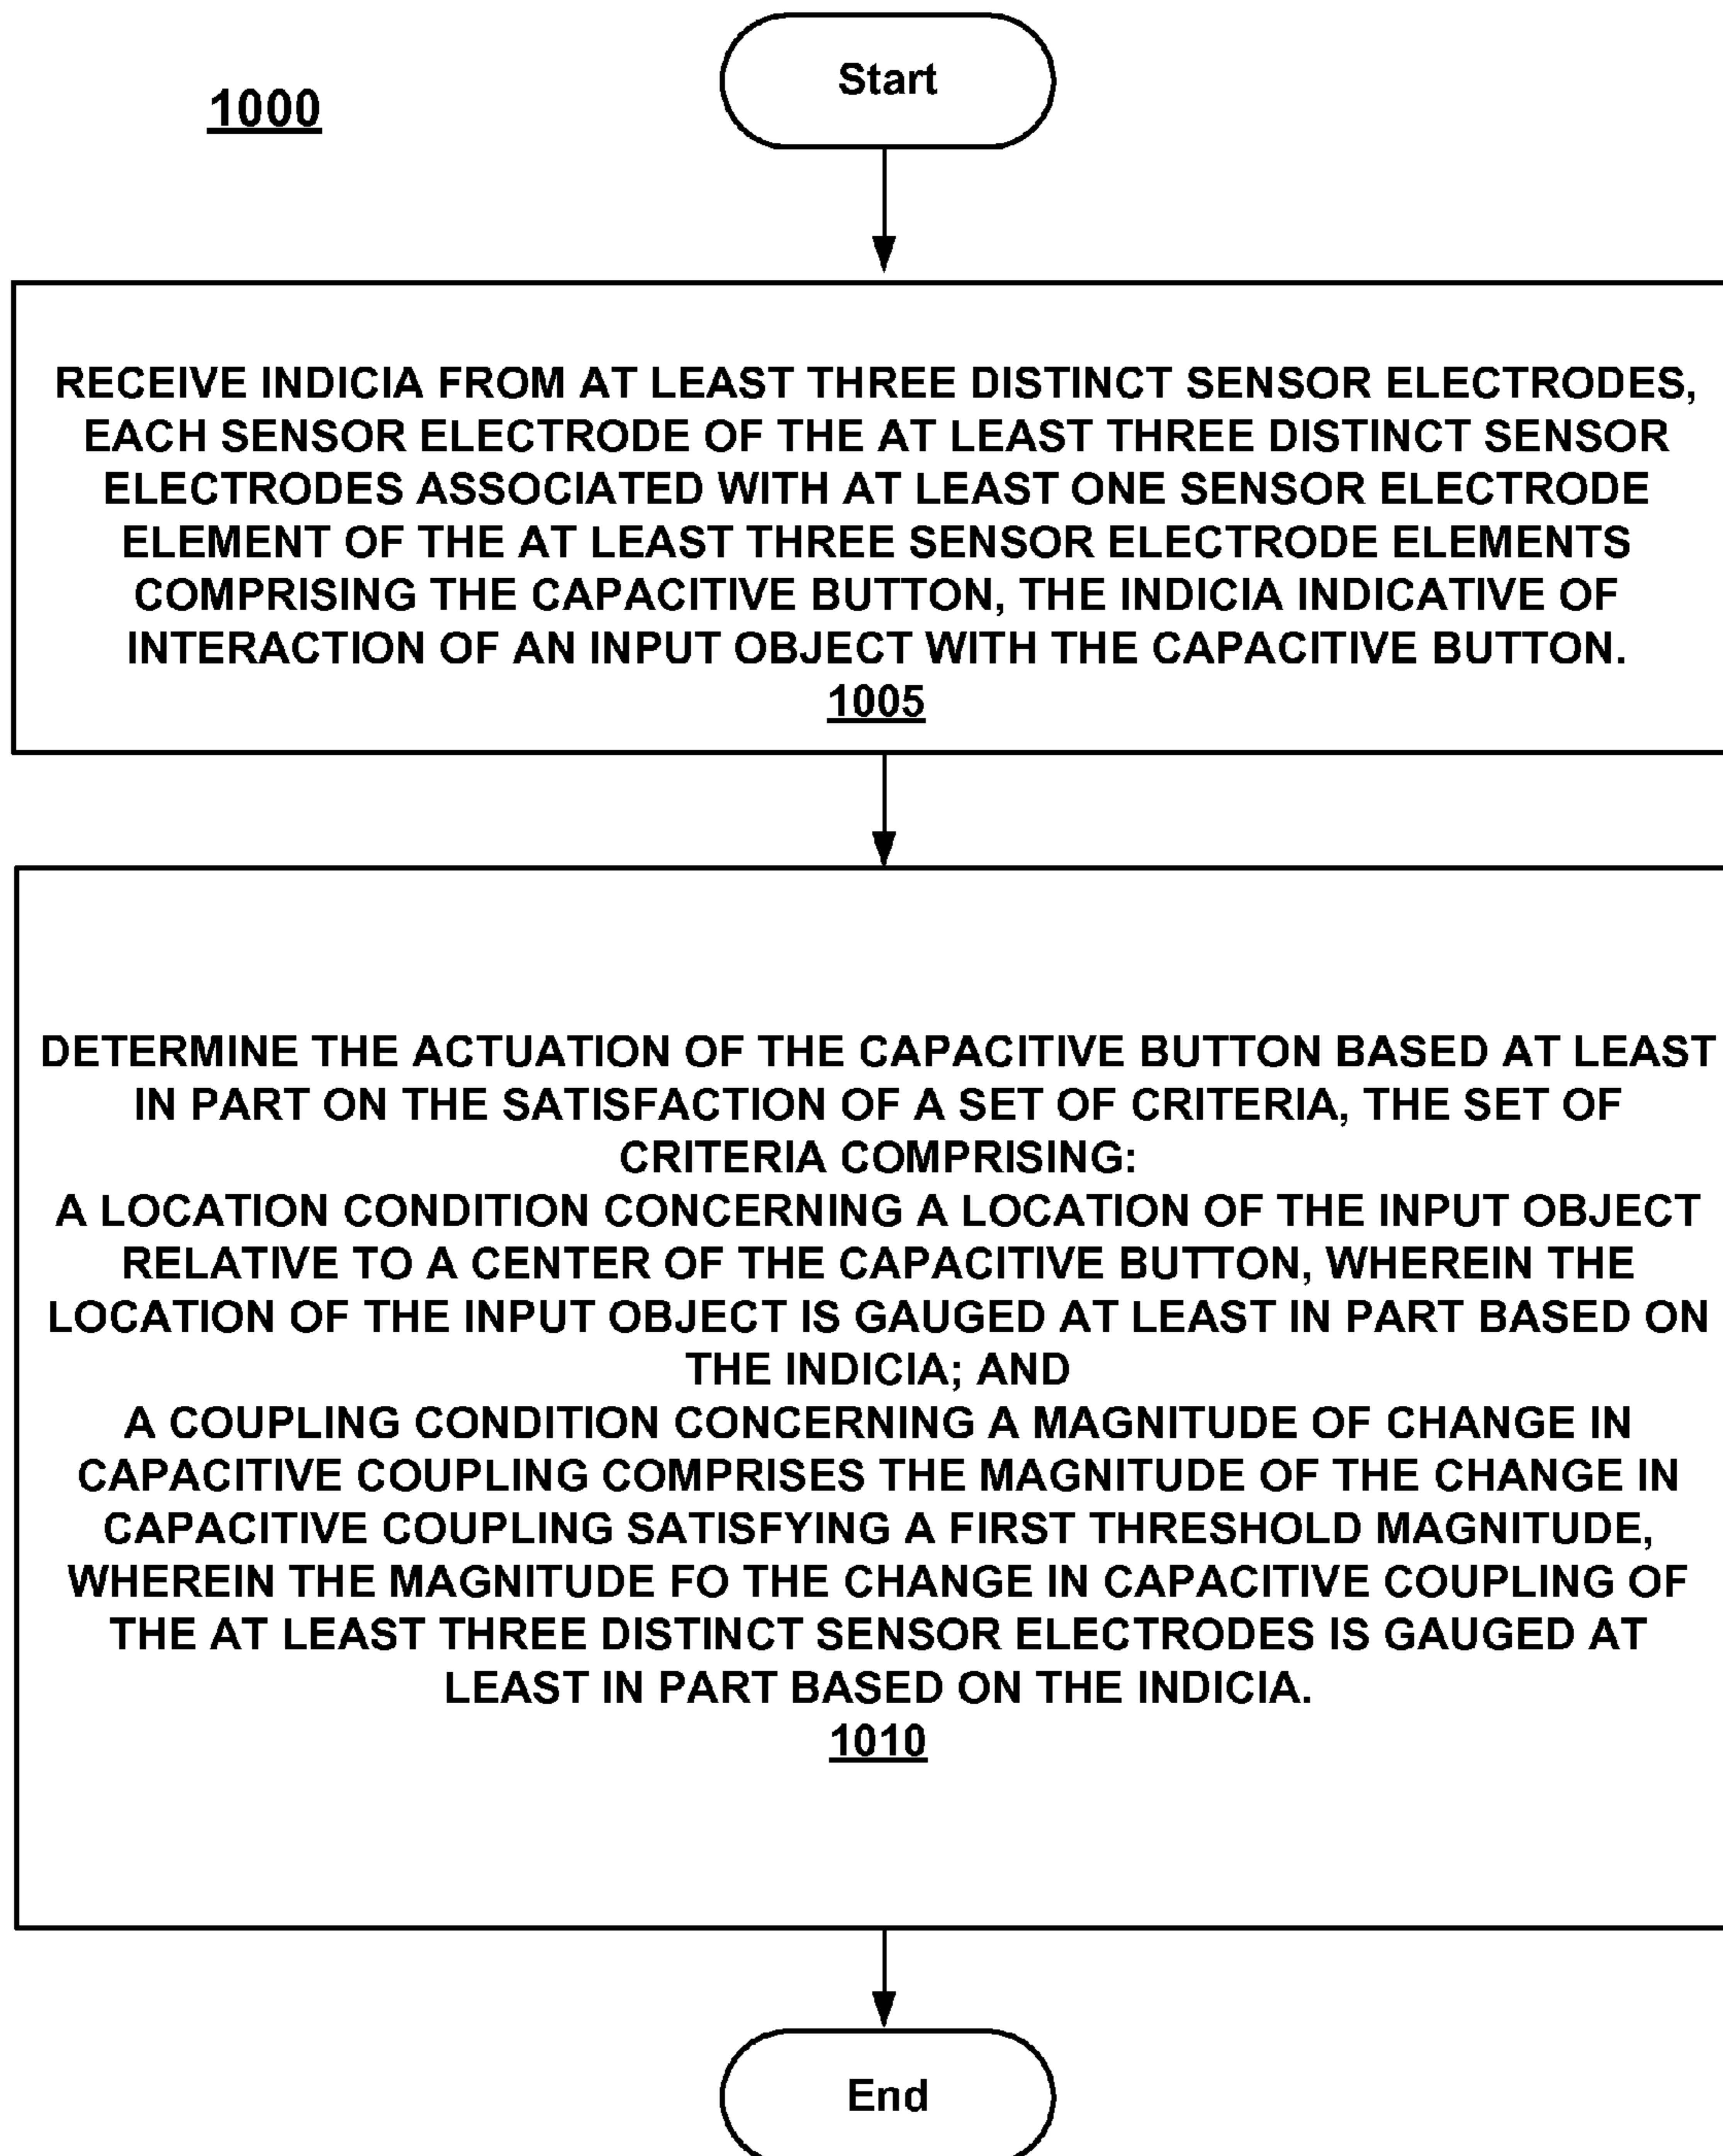 Start
1000
RECEIVE INDICIA FROM AT LEAST THREE DISTINCT SENSOR ELECTRODES,
EACH SENSOR ELECTRODE OF THE AT LEAST THREE DISTINCT SENSOR
ELECTRODES ASSOCIATED WITH AT LEAST ONE SENSOR ELECTRODE
ELEMENT OF THE AT LEAST THREE SENSOR ELECTRODE ELEMENTS
COMPRISING THE CAPACITIVE BUTTON, THE INDICIA INDICATIVE OF
INTERACTION OF AN INPUT OBJECT WITH THE CAPACITIVE BUTTON.
1005
DETERMINE THE ACTUATION OF THE CAPACITIVE BUTTON BASED AT LEAST
IN PART ON THE SATISFACTION OF A SET OF CRITERIA, THE SET OF
CRITERIA COMPRISING:
A LOCATION CONDITION CONCERNING A LOCATION OF THE INPUT OBJECT
RELATIVE TO A CENTER OF THE CAPACITIVE BUTTON, WHEREIN THE
LOCATION OF THE INPUT OBJECT IS GAUGED AT LEAST IN PART BASED ON
THE INDICIA; AND
A COUPLING CONDITION CONCERNING A MAGNITUDE OF CHANGE IN
CAPACITIVE COUPLING COMPRISES THE MAGNITUDE OF THE CHANGE IN
CAPACITIVE COUPLING SATISFYING A FIRST THRESHOLD MAGNITUDE,
WHEREIN THE MAGNITUDE FO THE CHANGE IN CAPACITIVE COUPLING OF
THE AT LEAST THREE DISTINCT SENSOR ELECTRODES IS GAUGED AT
LEAST IN PART BASED ON THE INDICIA.
1010
End